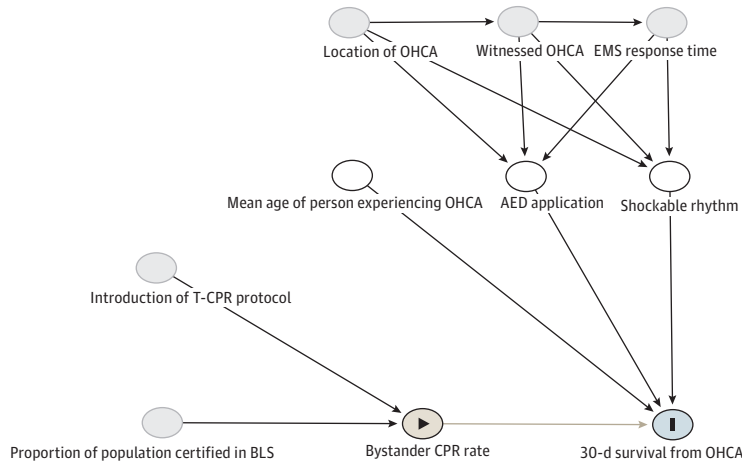 Location of OHCA
Witnessed OHCA
EMS response time
Mean age of person experiencing OHCA
AED application
Shockable rhythm
Introduction of T-CPR protocol
Proportion of population certified in BLS
Bystander CPR rate
30-d survival from OHCA